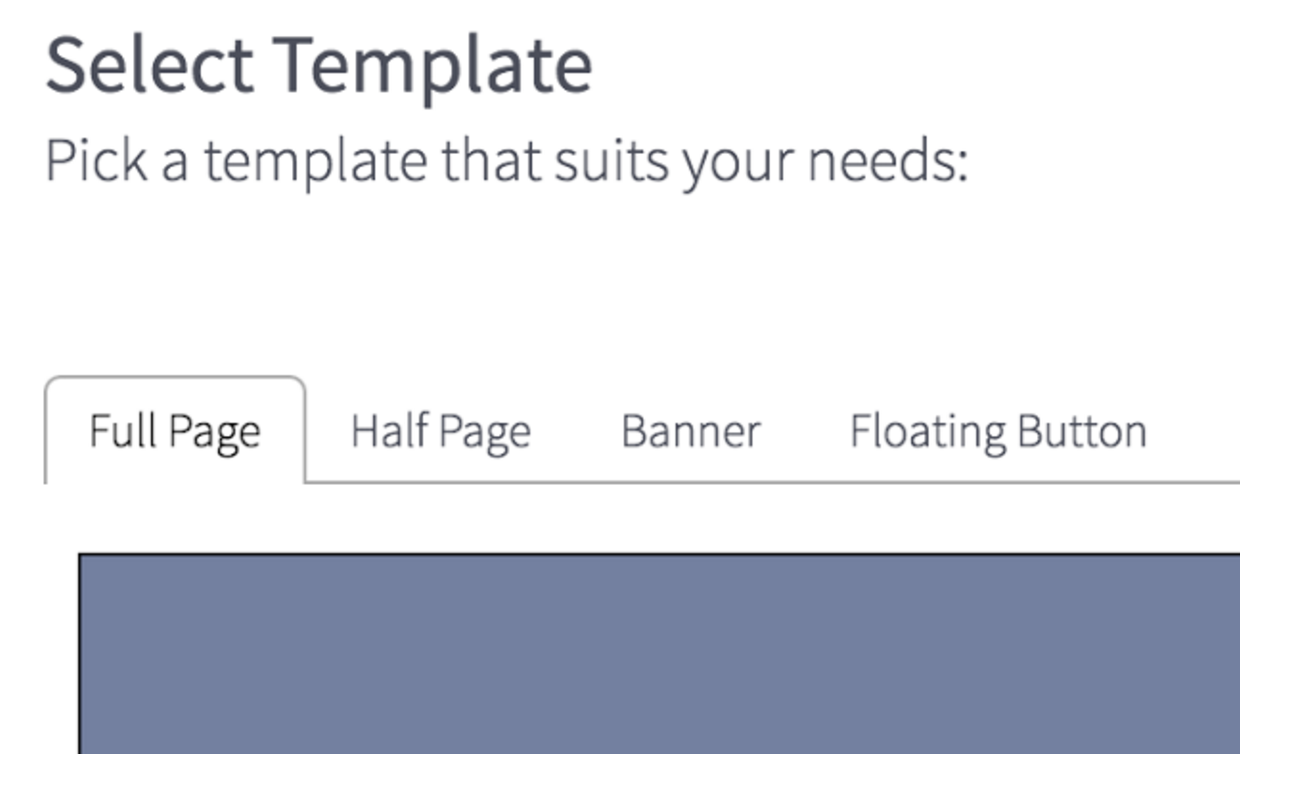 Select Template
Pick a template that suits your needs:
Full Page Half Page Banner Floating Button